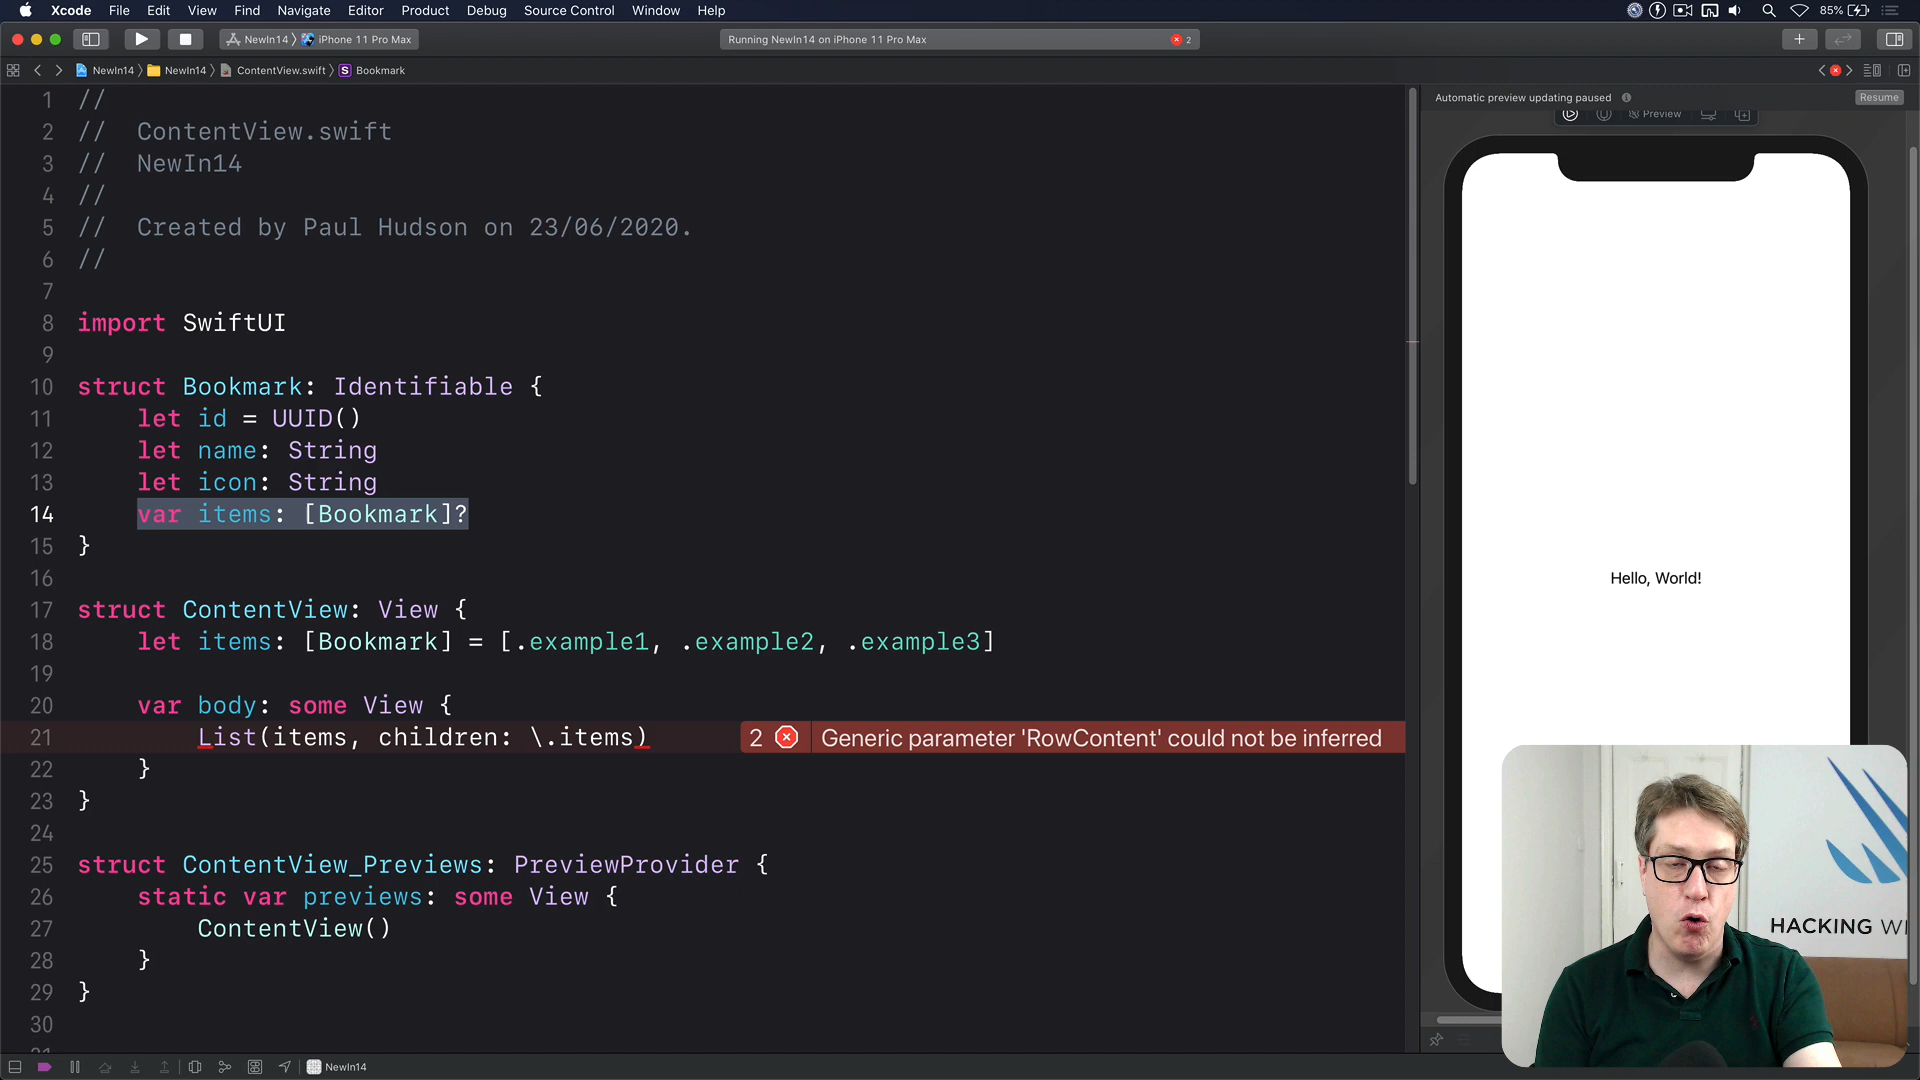 Xcode File Edit View Find Navigate Editor Product Debug Source Control Window Help 85%
NewIn14 iPhone 11 Pro Max Running NewIn14 on iPhone 11 Pro Max 2
NewIn14 NewIn14 ContentView.swift S Bookmark
Automatic preview updating paused Resume
Preview
1 //
2 //  ContentView.swift
3 //  NewIn14
4 //
5 //  Created by Paul Hudson on 23/06/2020.
6 //
7
8 import SwiftUI
9
10 struct Bookmark: Identifiable {
11     let id = UUID()
12     let name: String
13     let icon: String
14     var items: [Bookmark]?
15 }
16
17 struct ContentView: View {
18     let items: [Bookmark] = [.example1, .example2, .example3]
19
20     var body: some View {
21         List(items, children: \.items) 2 Generic parameter 'RowContent' could not be inferred
22     }
23 }
24
25 struct ContentView_Previews: PreviewProvider {
26     static var previews: some View {
27         ContentView()
28     }
29 }
30
Hello, World!
HACKING
NewIn14